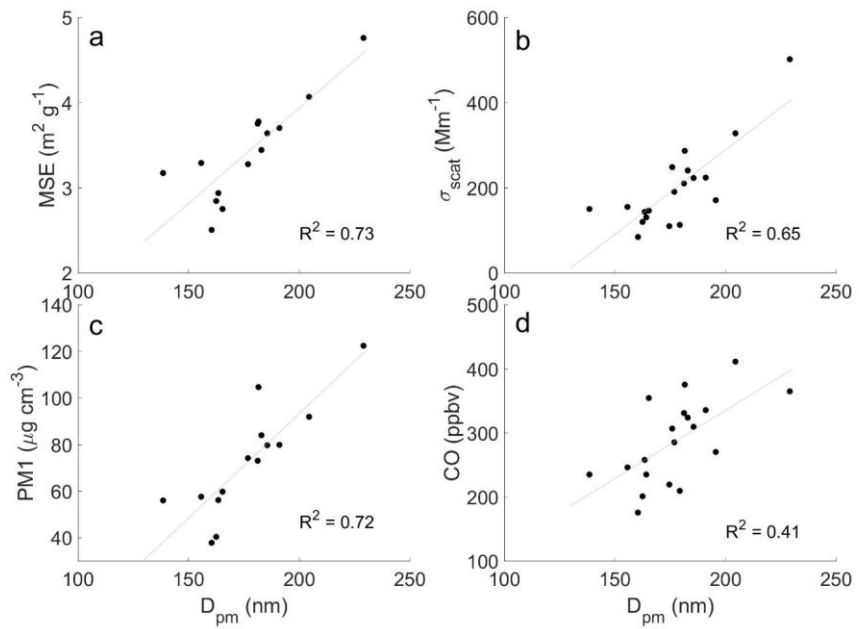 a
MSE (m² g⁻¹)
5
4
3
2
100 150 200 250
R² = 0.73
b
σscat (Mm⁻¹)
600
400
200
0
100 150 200 250
R² = 0.65
c
PM1 (μg cm⁻³)
140
120
100
80
60
40
100 150 200 250
Dpm (nm)
R² = 0.72
d
CO (ppbv)
500
400
300
200
100
100 150 200 250
Dpm (nm)
R² = 0.41